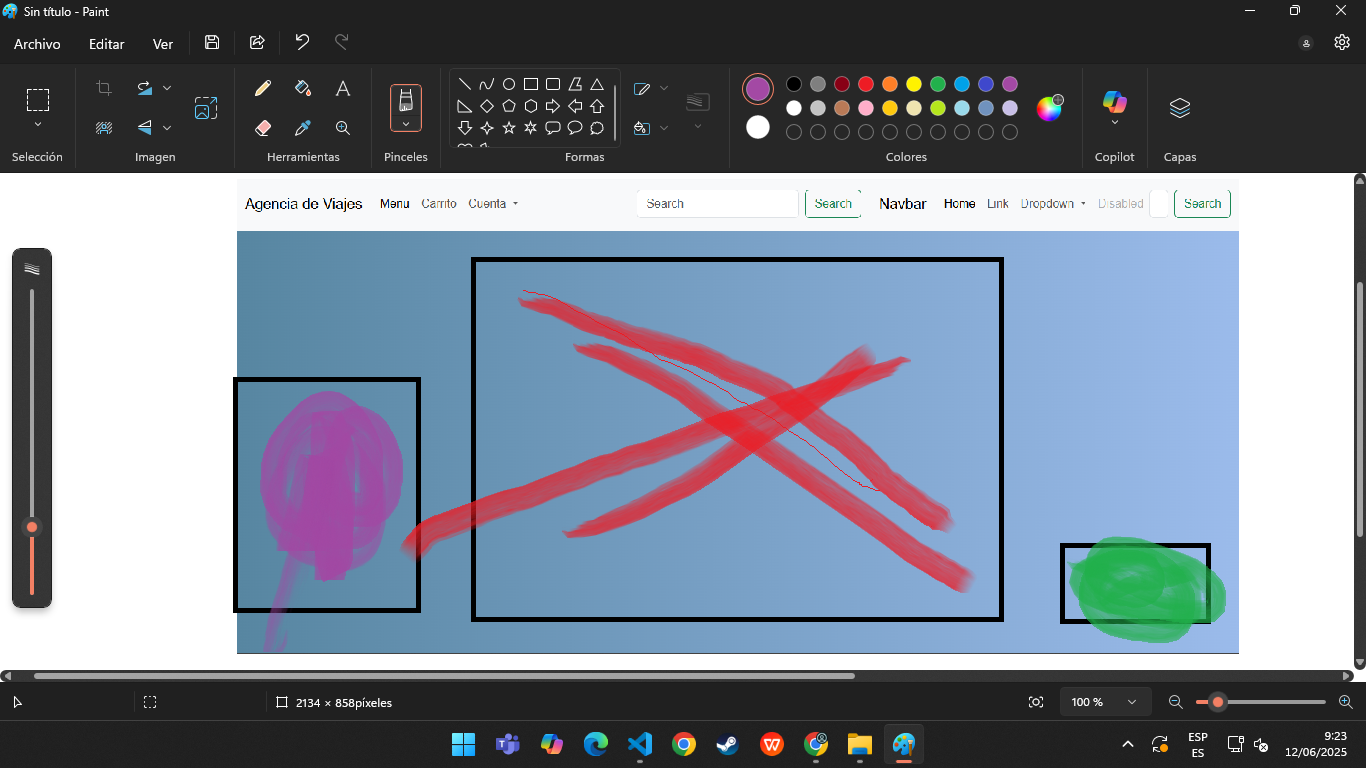 Sin título - Paint
Archivo Editar Ver
Selección Imagen Herramientas Pinceles Formas Colores Copilot Capas
Agencia de Viajes Menu Carrito Cuenta Search Search Navbar Home Link Dropdown Disabled Search
2134 × 858píxeles 100 %
ESP 9:23
ES 12/06/2025